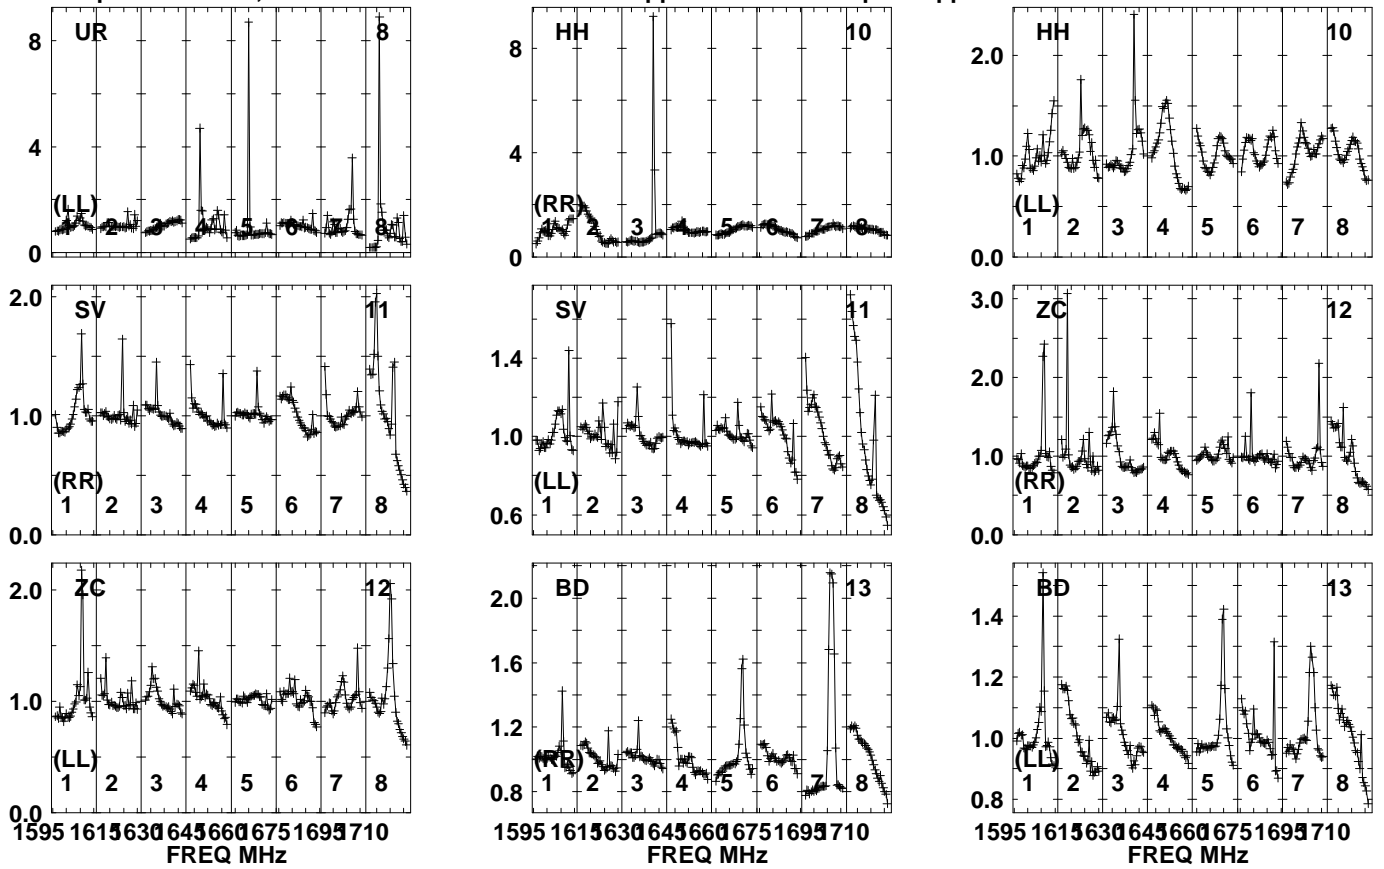 UR 8 HH 10 HH 10
8 8 2.0
4 4 1.0
(LL) (RR) (LL)
1 2 3 4 5 6 7 8 1 2 3 4 5 6 7 8 1 2 3 4 5 6 7 8
0 0 0.0
2.0 SV 11 SV 11 3.0 ZC 12
1.4 2.0
1.0 1.0 1.0
(RR) (LL) (RR)
1 2 3 4 5 6 7 8 1 2 3 4 5 6 7 8 1 2 3 4 5 6 7 8
0.0 0.6 0.0
2.0 ZC 12 2.0 BD 13 BD 13
1.6 1.4
1.0 1.2 1.2
1.0
(LL) (RR) (LL)
1 2 3 4 5 6 7 8 1 2 3 4 5 6 7 8 1 2 3 4 5 6 7 8
0.0 0.8 0.8
1595 1615 1630 1645 1660 1675 1695 1710 1595 1615 1630 1645 1660 1675 1695 1710 1595 1615 1630 1645 1660 1675 1695 1710
FREQ MHz FREQ MHz FREQ MHz